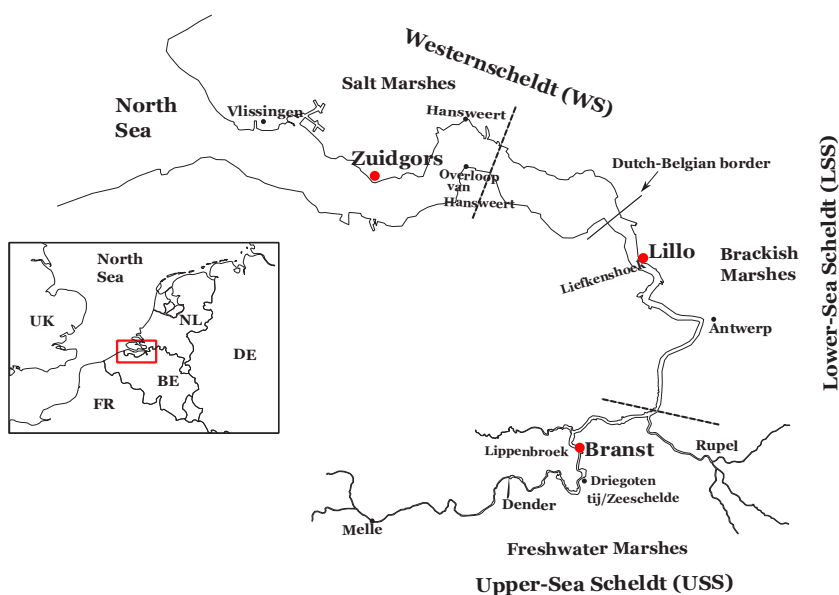 Westernscheldt (WS)
Salt Marshes
North
Sea
Vlissingen
Hansweert
Zuidgors
Overloop
van
Hansweert
Dutch-Belgian border
Lillo
Liefkenshoek
Brackish
Marshes
Lower-Sea Scheldt (LSS)
Antwerp
North
Sea
UK
NL
DE
BE
FR
Lippenbroek
Branst
Rupel
Driegoten
tij/Zeeschelde
Dender
Melle
Freshwater Marshes
Upper-Sea Scheldt (USS)